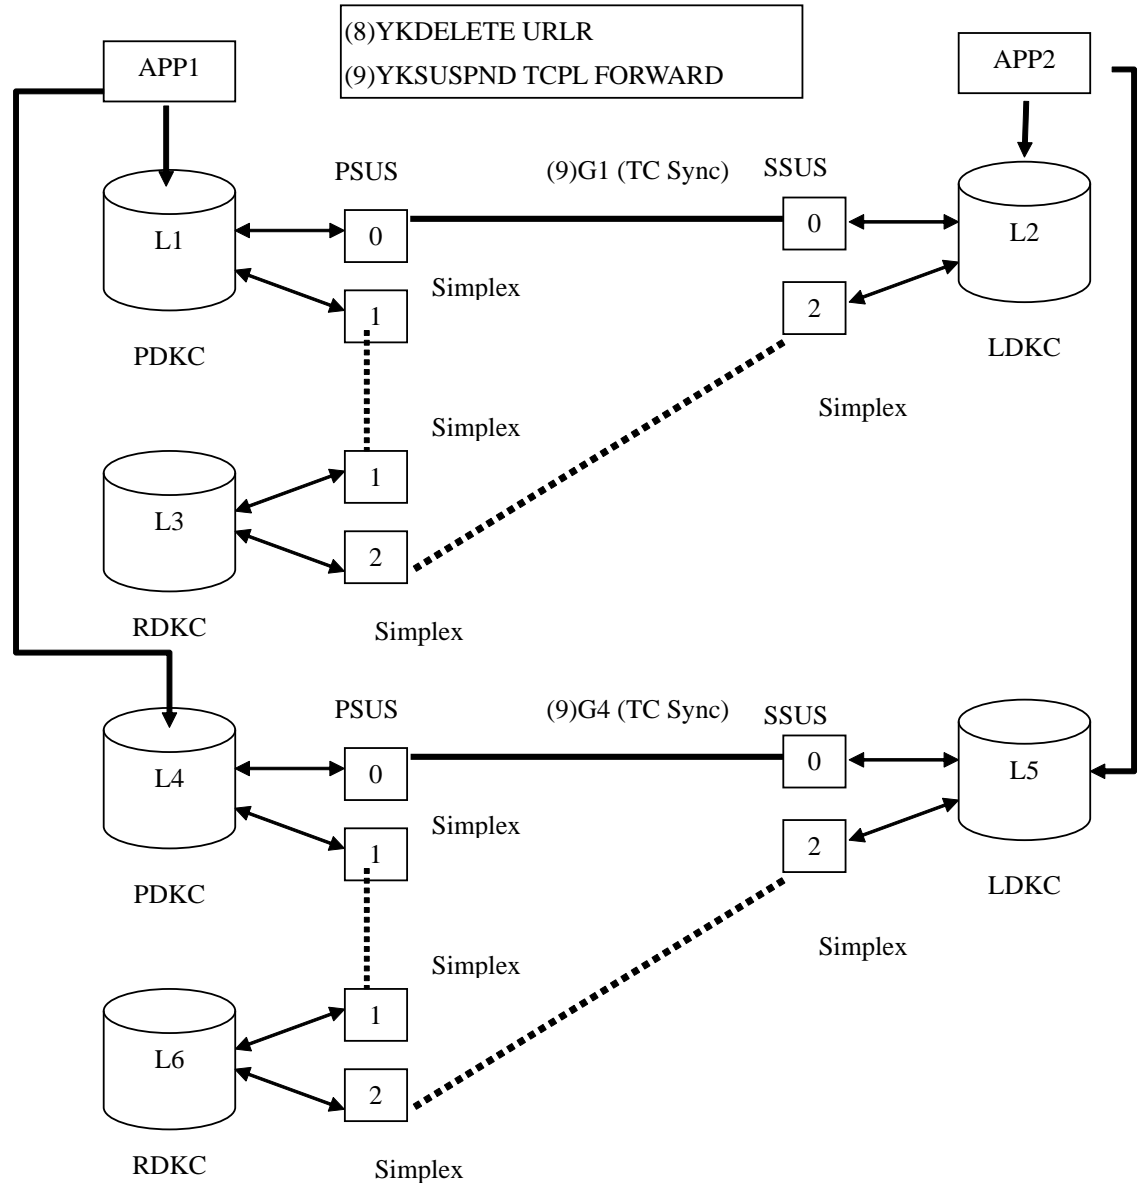 (8)YKDELETE URLR
(9)YKSUSPND TCPL FORWARD
APP1
APP2
PSUS
(9)G1 (TC Sync)
SSUS
L1
0
0
L2
Simplex
1
2
PDKC
LDKC
Simplex
Simplex
L3
1
2
RDKC
Simplex
PSUS
(9)G4 (TC Sync)
SSUS
L4
0
0
L5
Simplex
1
2
PDKC
LDKC
Simplex
Simplex
L6
1
2
RDKC
Simplex